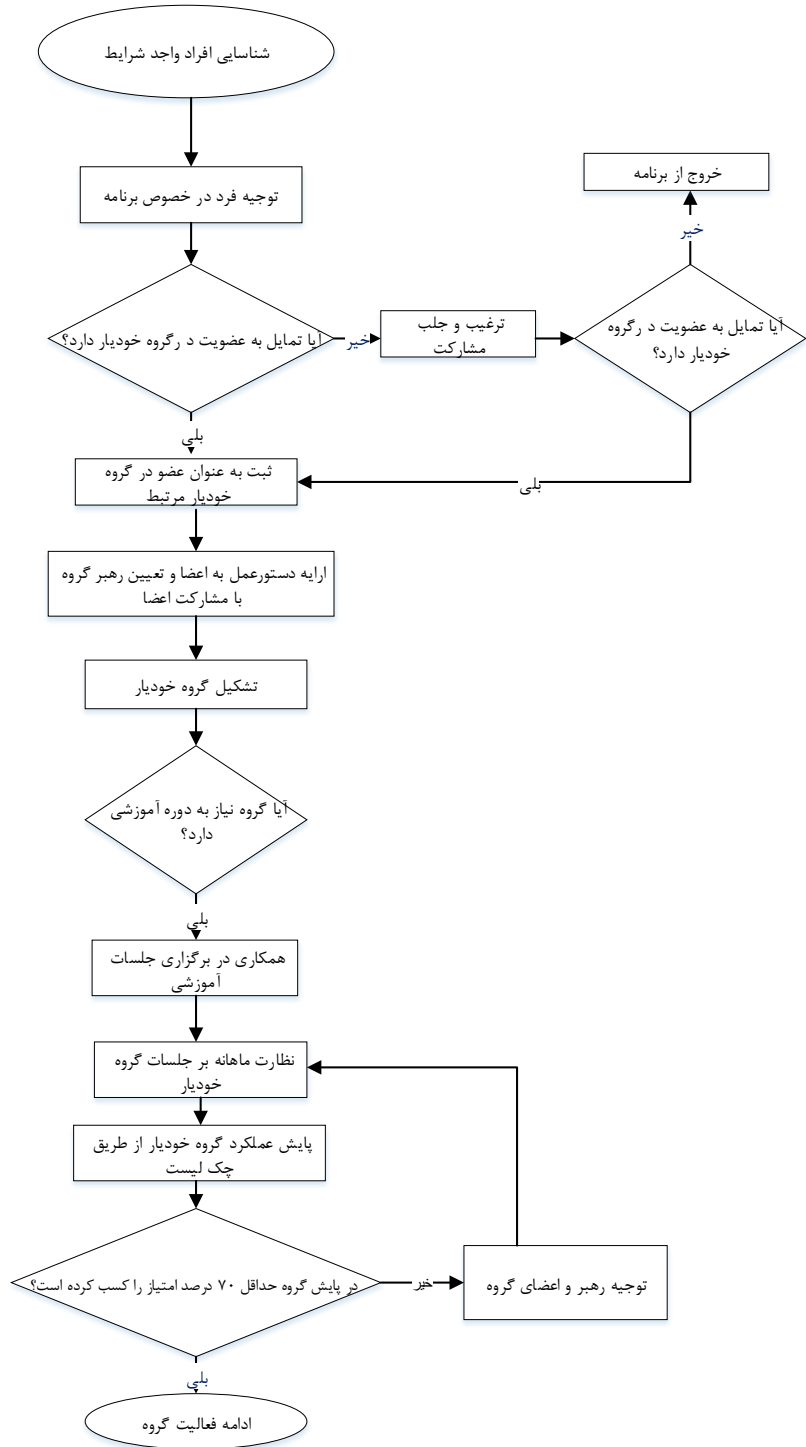 شناسایی افراد واجد شرایط
توجیه فرد در خصوص برنامه
خروج از برنامه
خیر
آیا تمایل به عضویت د رگروه خودیار دارد؟
خیر
ترغیب و جلب
مشارکت
آیا تمایل به عضویت د رگروه
خودیار دارد؟
بلی
بلی
ثبت به عنوان عضو در گروه
خودیار مرتبط
ارایه دستورعمل به اعضا و تعیین رهبر گروه
با مشارکت اعضا
تشکیل گروه خودیار
آیا گروه نیاز به دوره آموزشی
دارد؟
بلی
همکاری در برگزاری جلسات
آموزشی
نظارت ماهانه بر جلسات گروه
خودیار
پایش عملکرد گروه خودیار از طریق
چک لیست
در پایش گروه حداقل ۷۰ درصد امتیاز را کسب کرده است؟
خیر
توجیه رهبر و اعضای گروه
بلی
ادامه فعالیت گروه